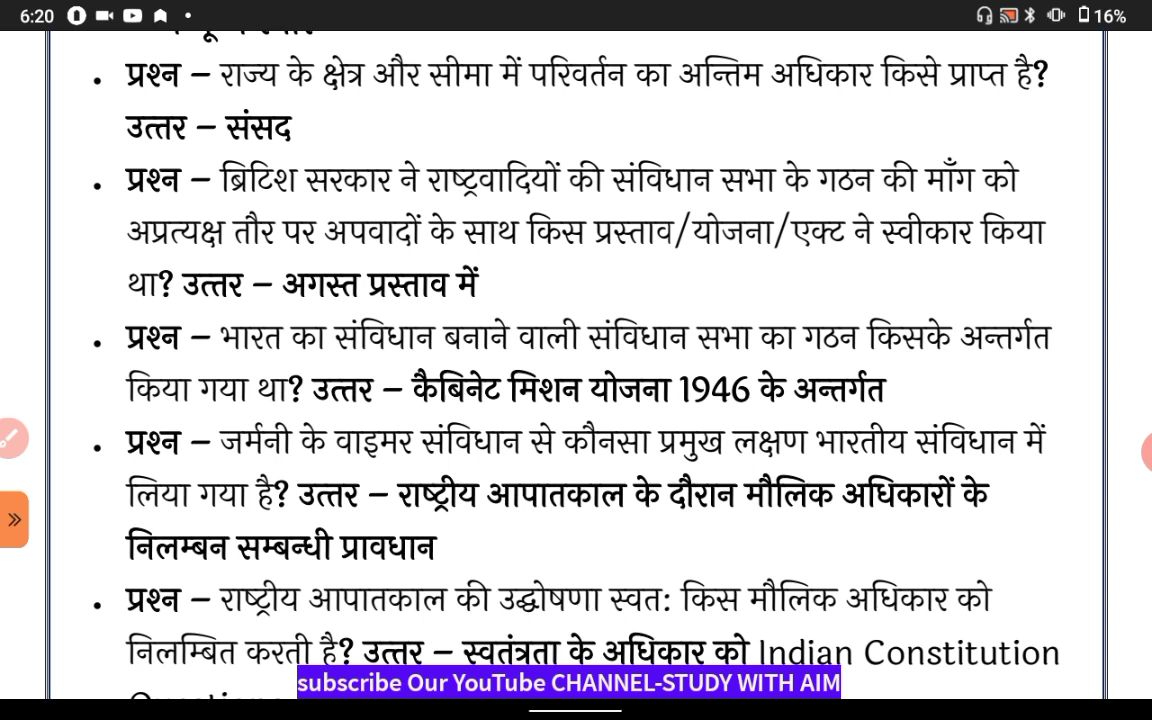 6:20
16%
• प्रश्न – राज्य के क्षेत्र और सीमा में परिवर्तन का अन्तिम अधिकार किसे प्राप्त है?
उत्तर – संसद
• प्रश्न – ब्रिटिश सरकार ने राष्ट्रवादियों की संविधान सभा के गठन की माँग को
अप्रत्यक्ष तौर पर अपवादों के साथ किस प्रस्ताव/योजना/एक्ट ने स्वीकार किया
था? उत्तर – अगस्त प्रस्ताव में
• प्रश्न – भारत का संविधान बनाने वाली संविधान सभा का गठन किसके अन्तर्गत
किया गया था? उत्तर – कैबिनेट मिशन योजना 1946 के अन्तर्गत
• प्रश्न – जर्मनी के वाइमर संविधान से कौनसा प्रमुख लक्षण भारतीय संविधान में
लिया गया है? उत्तर – राष्ट्रीय आपातकाल के दौरान मौलिक अधिकारों के
निलम्बन सम्बन्धी प्रावधान
• प्रश्न – राष्ट्रीय आपातकाल की उद्घोषणा स्वत: किस मौलिक अधिकार को
निलम्बित करती है? उत्तर – स्वतंत्रता के अधिकार को Indian Constitution
subscribe Our YouTube CHANNEL-STUDY WITH AIM